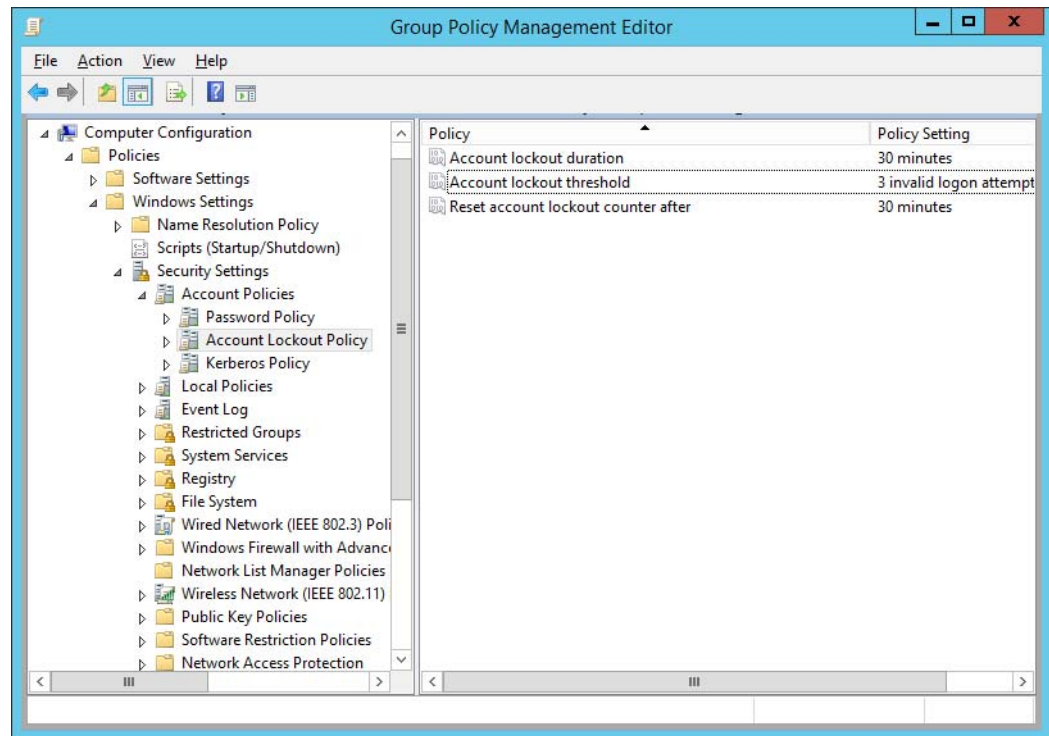 Group Policy Management Editor
File Action View Help
Computer Configuration
Policies
Software Settings
Windows Settings
Name Resolution Policy
Scripts (Startup/Shutdown)
Security Settings
Account Policies
Password Policy
Account Lockout Policy
Kerberos Policy
Local Policies
Event Log
Restricted Groups
System Services
Registry
File System
Wired Network (IEEE 802.3) Poli
Windows Firewall with Advanc
Network List Manager Policies
Wireless Network (IEEE 802.11)
Public Key Policies
Software Restriction Policies
Network Access Protection
Policy Policy Setting
Account lockout duration 30 minutes
Account lockout threshold 3 invalid logon attempt
Reset account lockout counter after 30 minutes